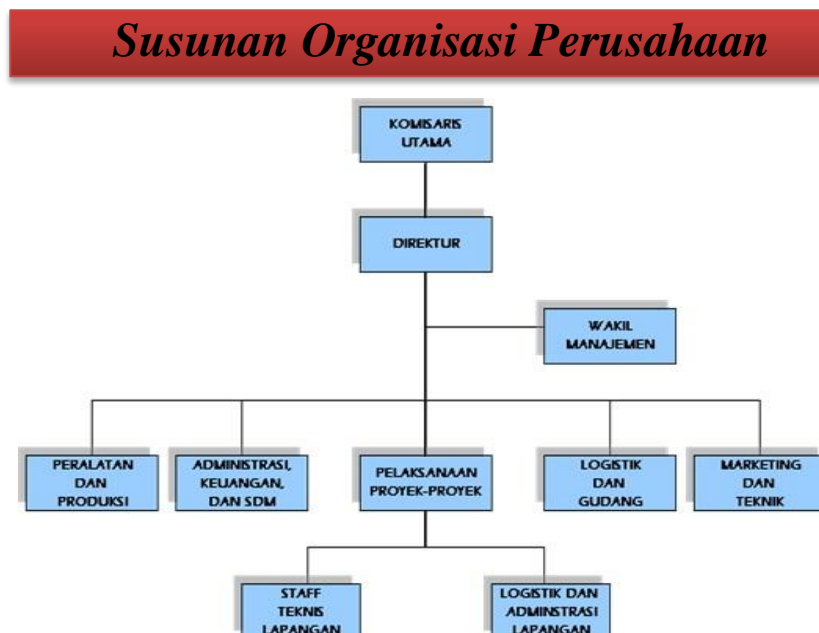 Susunan Organisasi Perusahaan
KOMISARIS
UTAMA
DIREKTUR
WAKIL
MANAJEMEN
PERALATAN
DAN
PRODUKSI
ADMINISTRASI,
KEUANGAN,
DAN SDM
PELAKSANAAN
PROYEK-PROYEK
LOGISTIK
DAN
GUDANG
MARKETING
DAN
TEKNIK
STAFF
TEKNIS
LAPANGAN
LOGISTIK DAN
ADMINSTRASI
LAPANGAN